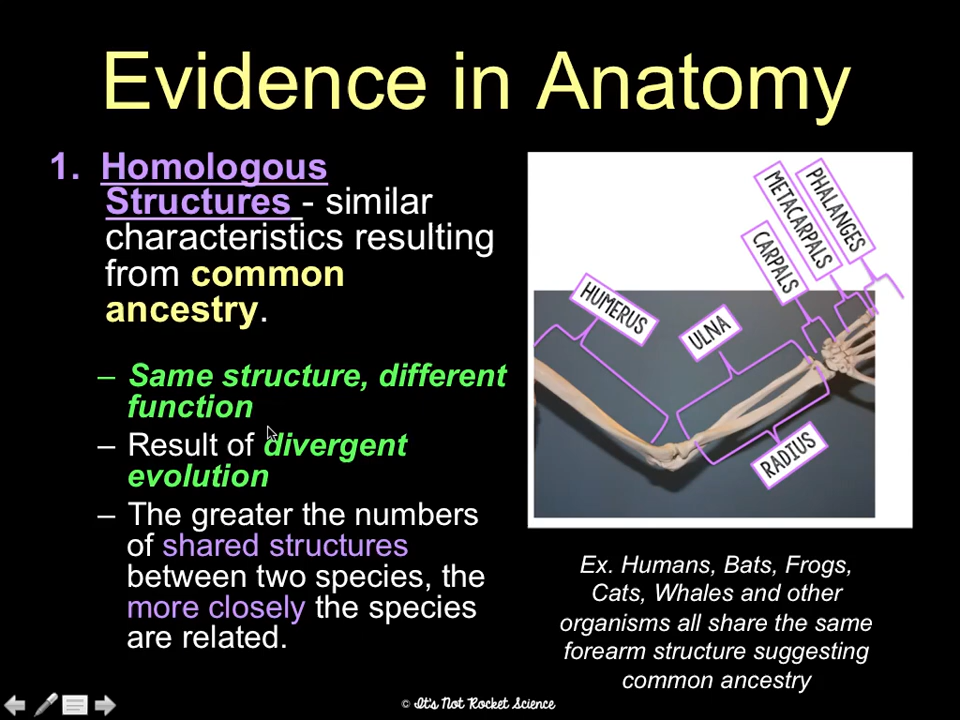 Evidence in Anatomy
1. Homologous
Structures - similar
characteristics resulting
from common
ancestry.
– Same structure, different
function
– Result of divergent
evolution
– The greater the numbers
of shared structures
between two species, the
more closely the species
are related.
PHALANGES
METACARPALS
CARPALS
HUMERUS
ULNA
RADIUS
Ex. Humans, Bats, Frogs,
Cats, Whales and other
organisms all share the same
forearm structure suggesting
common ancestry
© It's Not Rocket Science